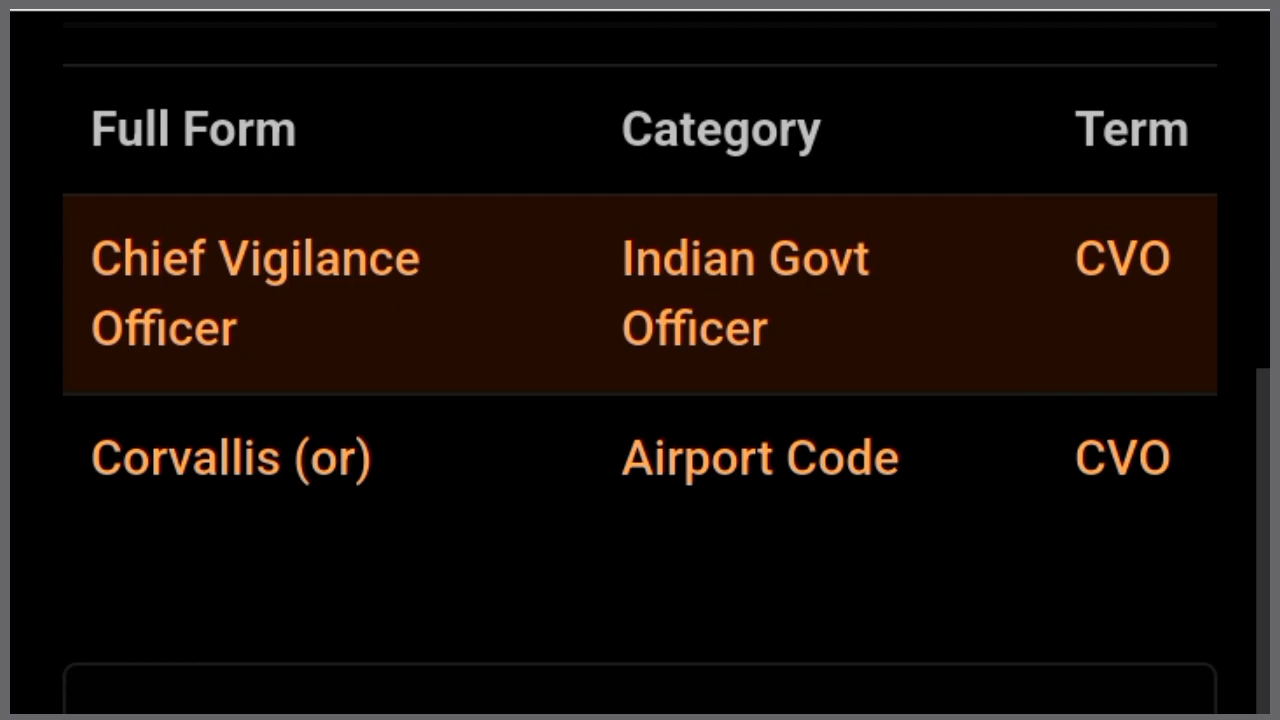 Full Form Category Term
Chief Vigilance Indian Govt CVO
Officer Officer
Corvallis (or) Airport Code CVO